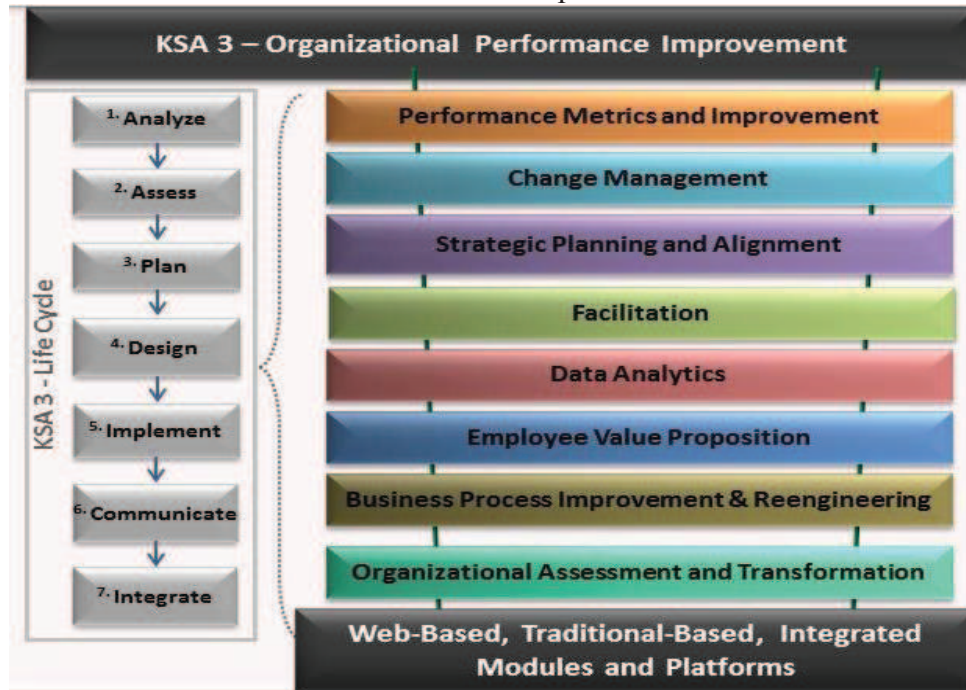 KSA 3 – Organizational Performance Improvement
KSA 3 - Life Cycle
1. Analyze
2. Assess
3. Plan
4. Design
5. Implement
6. Communicate
7. Integrate
Performance Metrics and Improvement
Change Management
Strategic Planning and Alignment
Facilitation
Data Analytics
Employee Value Proposition
Business Process Improvement & Reengineering
Organizational Assessment and Transformation
Web-Based, Traditional-Based, Integrated
Modules and Platforms